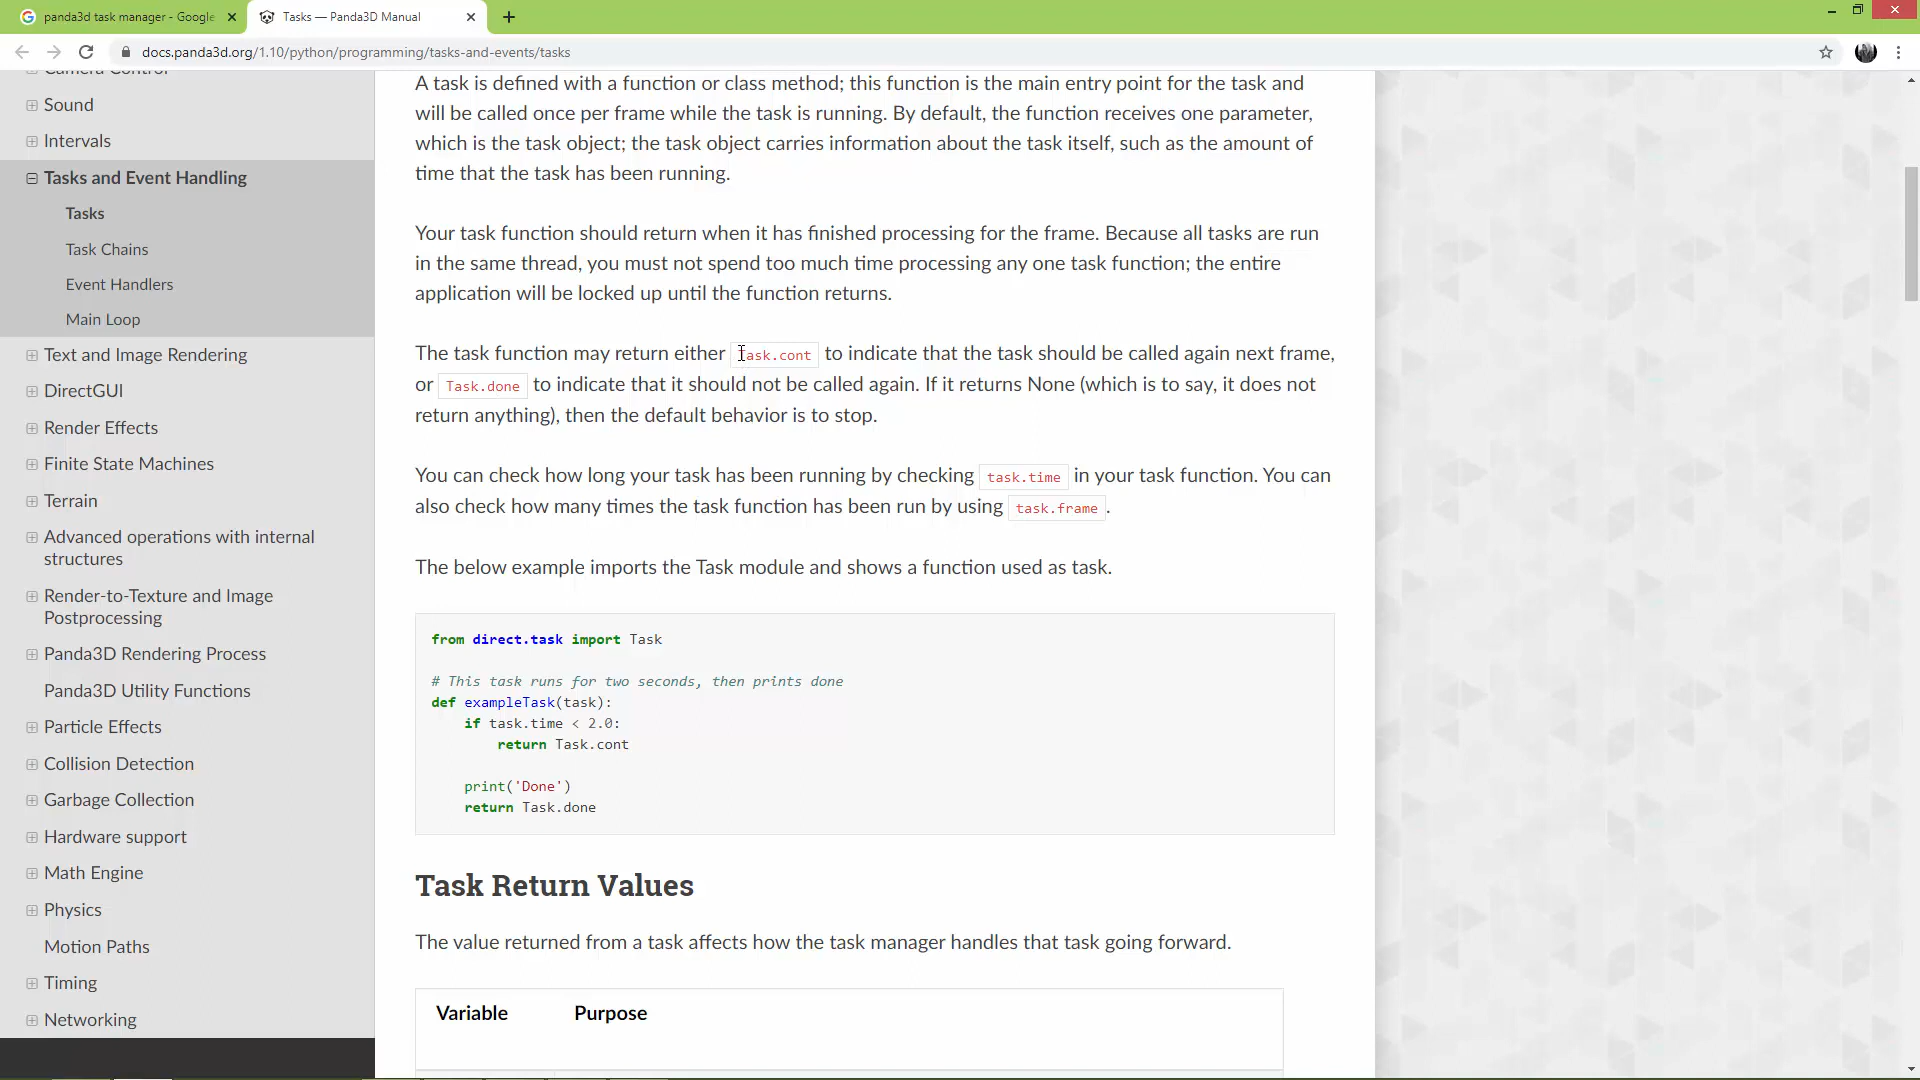 panda3d task manager - Google
Tasks — Panda3D Manual
docs.panda3d.org/1.10/python/programming/tasks-and-events/tasks
Camera Control
Sound
Intervals
Tasks and Event Handling
Tasks
Task Chains
Event Handlers
Main Loop
Text and Image Rendering
DirectGUI
Render Effects
Finite State Machines
Terrain
Advanced operations with internal
structures
Render-to-Texture and Image
Postprocessing
Panda3D Rendering Process
Panda3D Utility Functions
Particle Effects
Collision Detection
Garbage Collection
Hardware support
Math Engine
Physics
Motion Paths
Timing
Networking
A task is defined with a function or class method; this function is the main entry point for the task and
will be called once per frame while the task is running. By default, the function receives one parameter,
which is the task object; the task object carries information about the task itself, such as the amount of
time that the task has been running.
Your task function should return when it has finished processing for the frame. Because all tasks are run
in the same thread, you must not spend too much time processing any one task function; the entire
application will be locked up until the function returns.
The task function may return either Task.cont to indicate that the task should be called again next frame,
or Task.done to indicate that it should not be called again. If it returns None (which is to say, it does not
return anything), then the default behavior is to stop.
You can check how long your task has been running by checking task.time in your task function. You can
also check how many times the task function has been run by using task.frame.
The below example imports the Task module and shows a function used as task.
from direct.task import Task
# This task runs for two seconds, then prints done
def exampleTask(task):
if task.time < 2.0:
return Task.cont
print('Done')
return Task.done
Task Return Values
The value returned from a task affects how the task manager handles that task going forward.
Variable Purpose